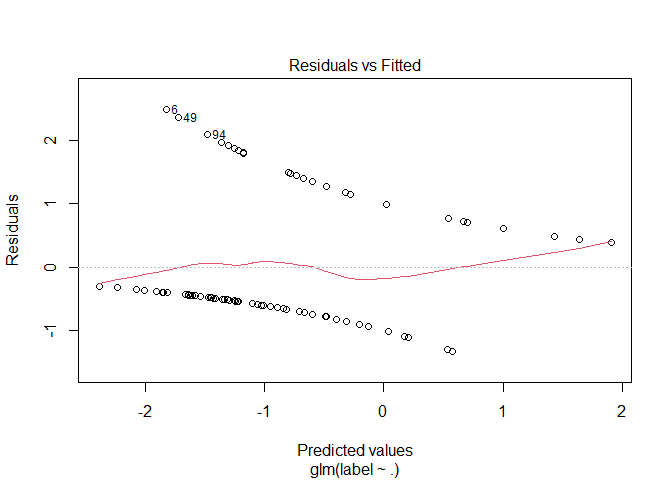 Residuals vs Fitted
6
49
94
2
1
0
-1
Residuals
-2 -1 0 1 2
Predicted values
glm(label ~ .)